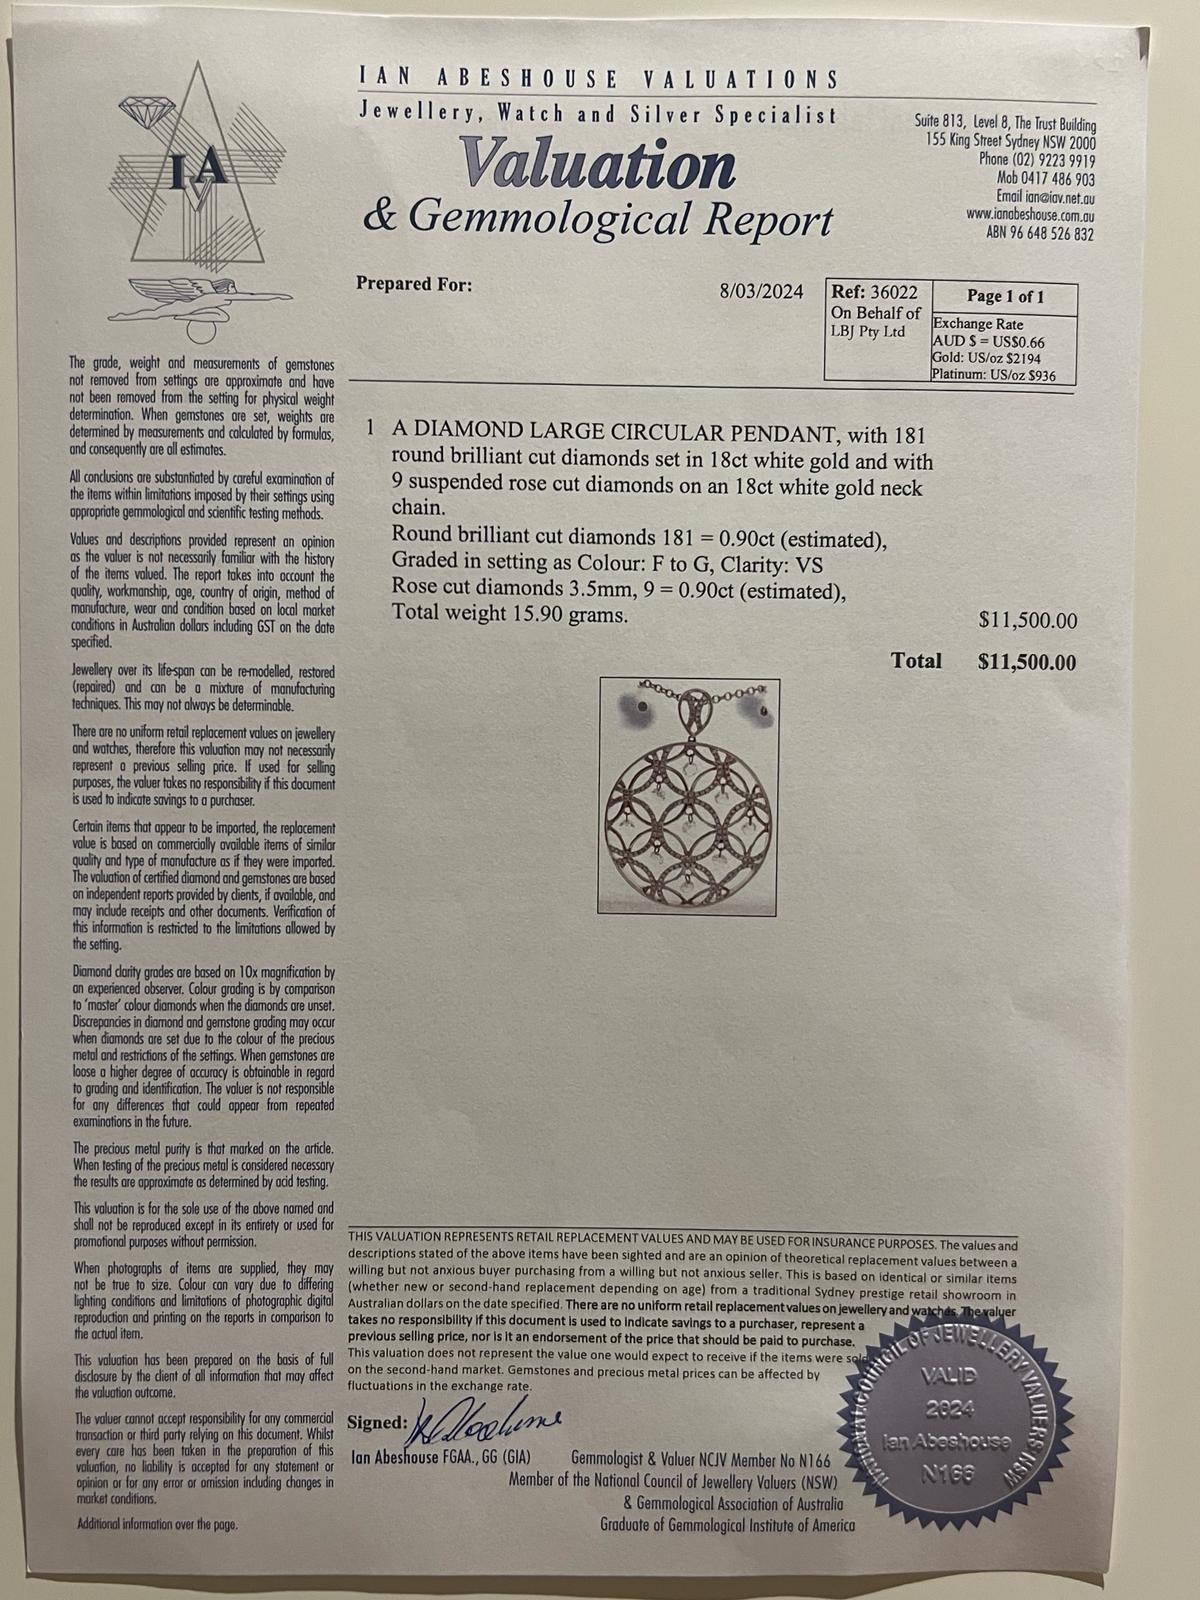 IAN ABESHOUSE VALUATIONS
Jewellery, Watch and Silver Specialist
Valuation
& Gemmological Report
IVA
Suite 813, Level 8, The Trust Building
155 King Street Sydney NSW 2000
Phone (02) 9223 9919
Mob 0417 486 903
Email ian@iav.net.au
www.ianabeshouse.com.au
ABN 96 648 526 832
Prepared For:
8/03/2024
Ref: 36022
On Behalf of
LBJ Pty Ltd
Page 1 of 1
Exchange Rate
AUD $ = US$0.66
Gold: US/oz $2194
Platinum: US/oz $936
The grade, weight and measurements of gemstones
not removed from settings are approximate and have
not been removed from the setting for physical weight
determination. When gemstones are set, weights are
determined by measurements and calculated by formulas,
and consequently are all estimates.
All conclusions are substantiated by careful examination of
the items within limitations imposed by their settings using
appropriate gemmological and scientific testing methods.
Values and descriptions provided represent an opinion
as the valuer is not necessarily familiar with the history
of the items valued. The report takes into account the
quality, workmanship, age, country of origin, method of
manufacture, wear and condition based on local market
conditions in Australian dollars including GST on the date
specified.
Jewellery over its life-span can be re-modelled, restored
(repaired) and can be a mixture of manufacturing
techniques. This may not always be determinable.
There are no uniform retail replacement values on jewellery
and watches, therefore this valuation may not necessarily
represent a previous selling price. If used for selling
purposes, the valuer takes no responsibility if this document
is used to indicate savings to a purchaser.
Certain items that appear to be imported, the replacement
value is based on commercially available items of similar
quality and type of manufacture as if they were imported.
The valuation of certified diamond and gemstones are based
on independent reports provided by clients, if available, and
may include receipts and other documents. Verification of
this information is restricted to the limitations allowed by
the setting.
Diamond clarity grades are based on 10x magnification by
an experienced observer. Colour grading is by comparison
to 'master' colour diamonds when the diamonds are unset.
Discrepancies in diamond and gemstone grading may occur
when diamonds are set due to the colour of the precious
metal and restrictions of the settings. When gemstones are
loose a higher degree of accuracy is obtainable in regard
to grading and identification. The valuer is not responsible
for any differences that could appear from repeated
examinations in the future.
The precious metal purity is that marked on the article.
When testing of the precious metal is considered necessary
the results are approximate as determined by acid testing.
This valuation is for the sole use of the above named and
shall not be reproduced except in its entirety or used for
promotional purposes without permission.
When photographs of items are supplied, they may
not be true to size. Colour can vary due to differing
lighting conditions and limitations of photographic digital
reproduction and printing on the reports in comparison to
the actual item.
This valuation has been prepared on the basis of full
disclosure by the client of all information that may affect
the valuation outcome.
The valuer cannot accept responsibility for any commercial
transaction or third party relying on this document. Whilst
every care has been taken in the preparation of this
valuation, no liability is accepted for any statement or
opinion or for any error or omission including changes in
market conditions.
Additional information over the page.
1 A DIAMOND LARGE CIRCULAR PENDANT, with 181
round brilliant cut diamonds set in 18ct white gold and with
9 suspended rose cut diamonds on an 18ct white gold neck
chain.
Round brilliant cut diamonds 181 = 0.90ct (estimated),
Graded in setting as Colour: F to G, Clarity: VS
Rose cut diamonds 3.5mm, 9 = 0.90ct (estimated),
Total weight 15.90 grams. $11,500.00
Total $11,500.00
THIS VALUATION REPRESENTS RETAIL REPLACEMENT VALUES AND MAY BE USED FOR INSURANCE PURPOSES. The values and
descriptions stated of the above items have been sighted and are an opinion of theoretical replacement values between a
willing but not anxious buyer purchasing from a willing but not anxious seller. This is based on identical or similar items
(whether new or second-hand replacement depending on age) from a traditional Sydney prestige retail showroom in
Australian dollars on the date specified. There are no uniform retail replacement values on jewellery and watches. The valuer
takes no responsibility if this document is used to indicate savings to a purchaser, represent a
previous selling price, nor is it an endorsement of the price that should be paid to purchase.
This valuation does not represent the value one would expect to receive if the items were sold
on the second-hand market. Gemstones and precious metal prices can be affected by
fluctuations in the exchange rate.
Signed:
Ian Abeshouse FGAA., GG (GIA)
Gemmologist & Valuer NCJV Member No N166
Member of the National Council of Jewellery Valuers (NSW)
& Gemmological Association of Australia
Graduate of Gemmological Institute of America
NATIONAL COUNCIL OF JEWELLERY VALUERS NSW
VALID
2024
Ian Abeshouse
N166